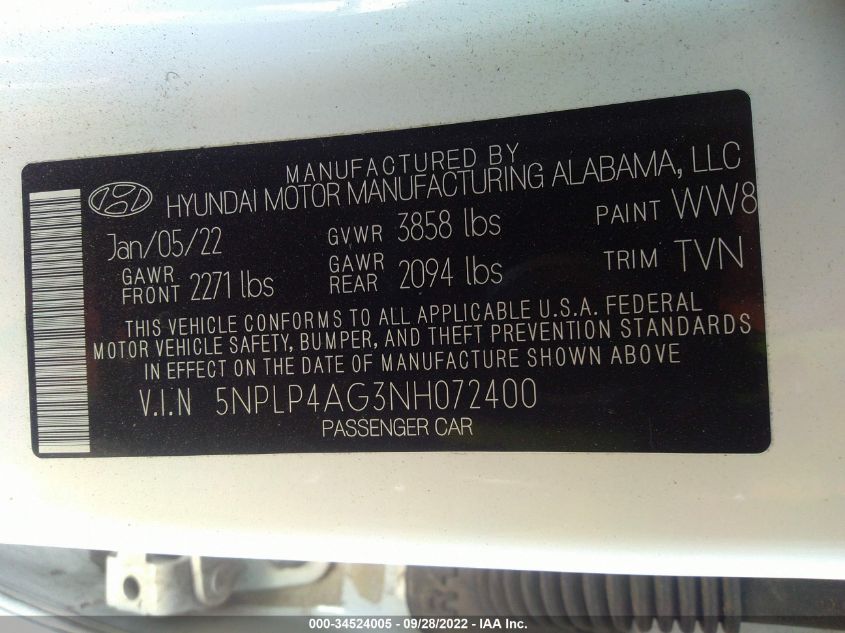 MANUFACTURED BY
HYUNDAI MOTOR MANUFACTURING ALABAMA, LLC
Jan/05/22 GVWR 3858 lbs PAINT WW8
GAWR FRONT 2271 lbs GAWR REAR 2094 lbs TRIM TVN
THIS VEHICLE CONFORMS TO ALL APPLICABLE U.S.A. FEDERAL
MOTOR VEHICLE SAFETY, BUMPER, AND THEFT PREVENTION STANDARDS
IN EFFECT ON THE DATE OF MANUFACTURE SHOWN ABOVE
V.I.N 5NPLP4AG3NH072400
PASSENGER CAR
000-34524005 - 09/28/2022 - IAA Inc.